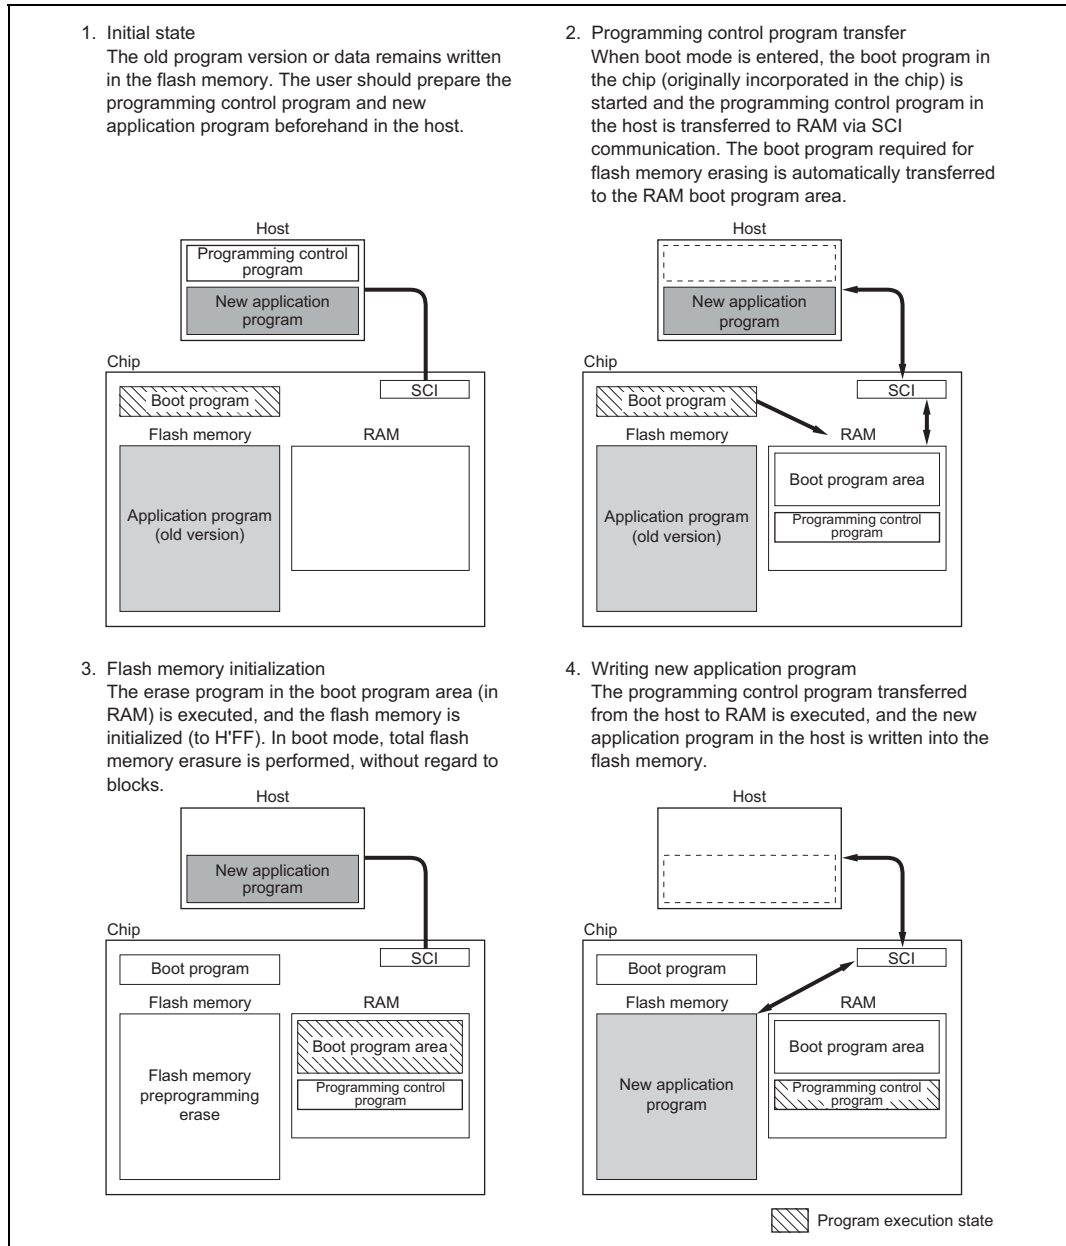 1. Initial state
The old program version or data remains written
in the flash memory. The user should prepare the
programming control program and new
application program beforehand in the host.
Host
Programming control
program
New application
program
Chip
SCI
Boot program
Flash memory
RAM
Application program
(old version)
2. Programming control program transfer
When boot mode is entered, the boot program in
the chip (originally incorporated in the chip) is
started and the programming control program in
the host is transferred to RAM via SCI
communication. The boot program required for
flash memory erasing is automatically transferred
to the RAM boot program area.
Host
New application
program
Chip
SCI
Boot program
Flash memory
RAM
Boot program area
Application program
(old version)
Programming control
program
3. Flash memory initialization
The erase program in the boot program area (in
RAM) is executed, and the flash memory is
initialized (to H'FF). In boot mode, total flash
memory erasure is performed, without regard to
blocks.
Host
New application
program
Chip
SCI
Boot program
Flash memory
RAM
Boot program area
Flash memory
preprogramming
erase
Programming control
program
4. Writing new application program
The programming control program transferred
from the host to RAM is executed, and the new
application program in the host is written into the
flash memory.
Host
Chip
SCI
Boot program
Flash memory
RAM
Boot program area
New application
program
Programming control
program
Program execution state